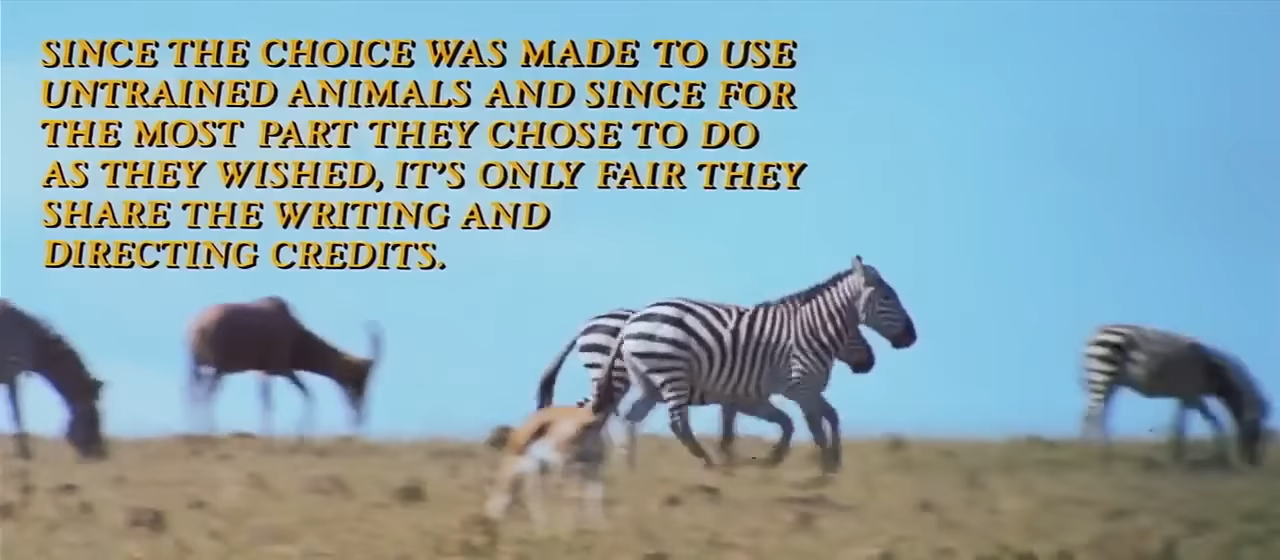 SINCE THE CHOICE WAS MADE TO USE
UNTRAINED ANIMALS AND SINCE FOR
THE MOST PART THEY CHOSE TO DO
AS THEY WISHED, IT'S ONLY FAIR THEY
SHARE THE WRITING AND
DIRECTING CREDITS.